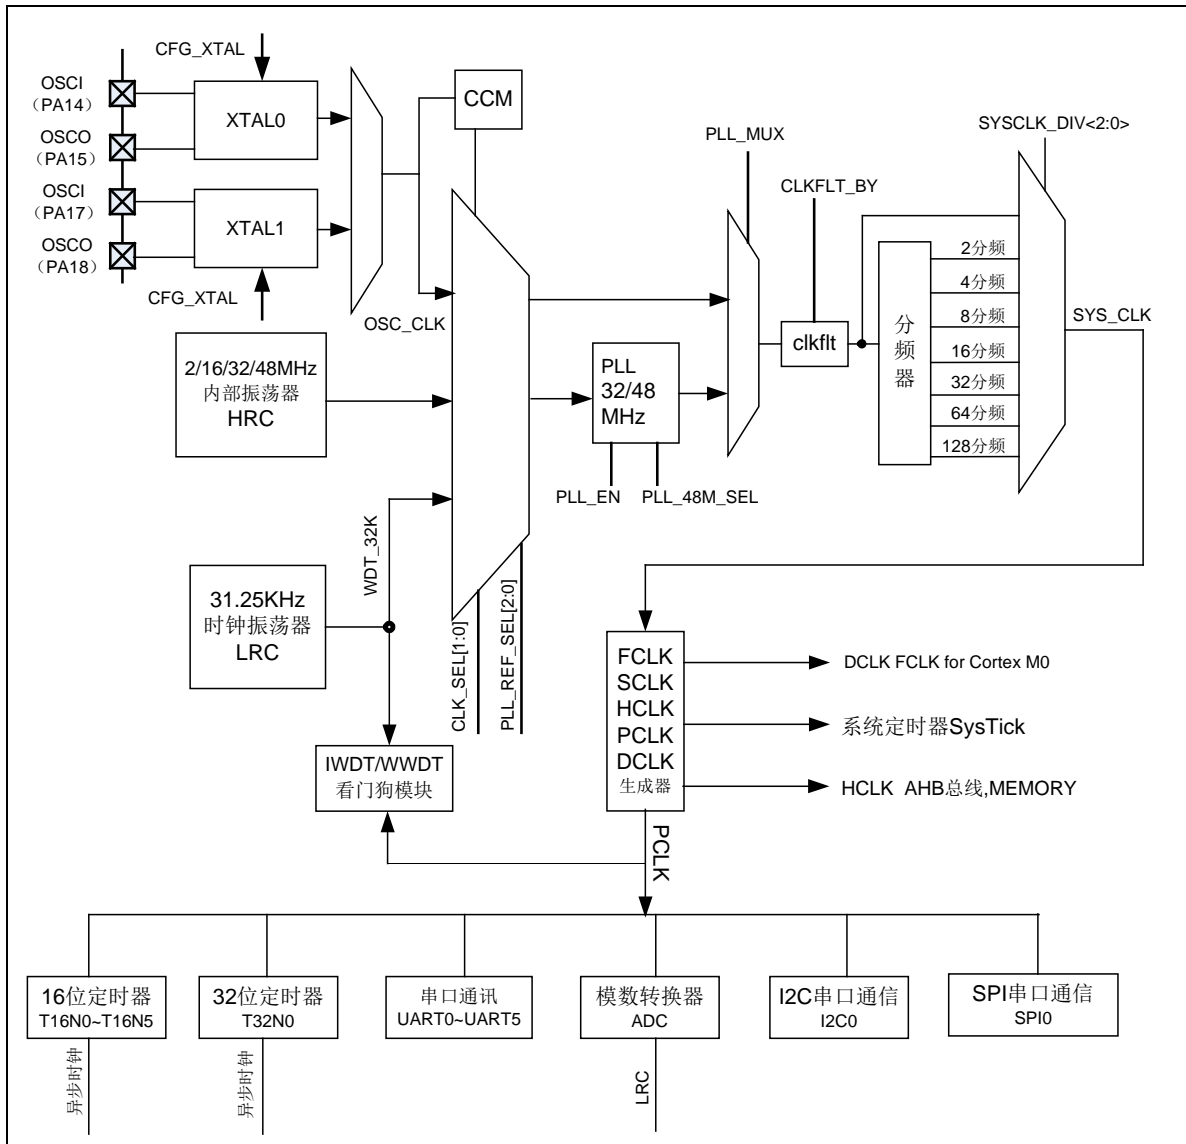 CFG_XTAL
OSCI
（PA14）
XTAL0
OSCO
（PA15）
OSCI
（PA17）
XTAL1
OSCO
（PA18）
CFG_XTAL
CCM
OSC_CLK
2/16/32/48MHz
内部振荡器
HRC
WDT_32K
31.25KHz
时钟振荡器
LRC
CLK_SEL[1:0]
PLL_REF_SEL[2:0]
IWDT/WWDT
看门狗模块
PLL
32/48
MHz
PLL_EN
PLL_48M_SEL
PLL_MUX
CLKFLT_BY
clkflt
SYSCLK_DIV<2:0>
分
频
器
2分频
4分频
8分频
16分频
32分频
64分频
128分频
SYS_CLK
FCLK
SCLK
HCLK
PCLK
DCLK
生成器
DCLK FCLK for Cortex M0
系统定时器SysTick
HCLK AHB总线,MEMORY
PCLK
16位定时器
T16N0~T16N5
32位定时器
T32N0
串口通讯
UART0~UART5
模数转换器
ADC
I2C串口通信
I2C0
SPI串口通信
SPI0
异步时钟
异步时钟
LRC